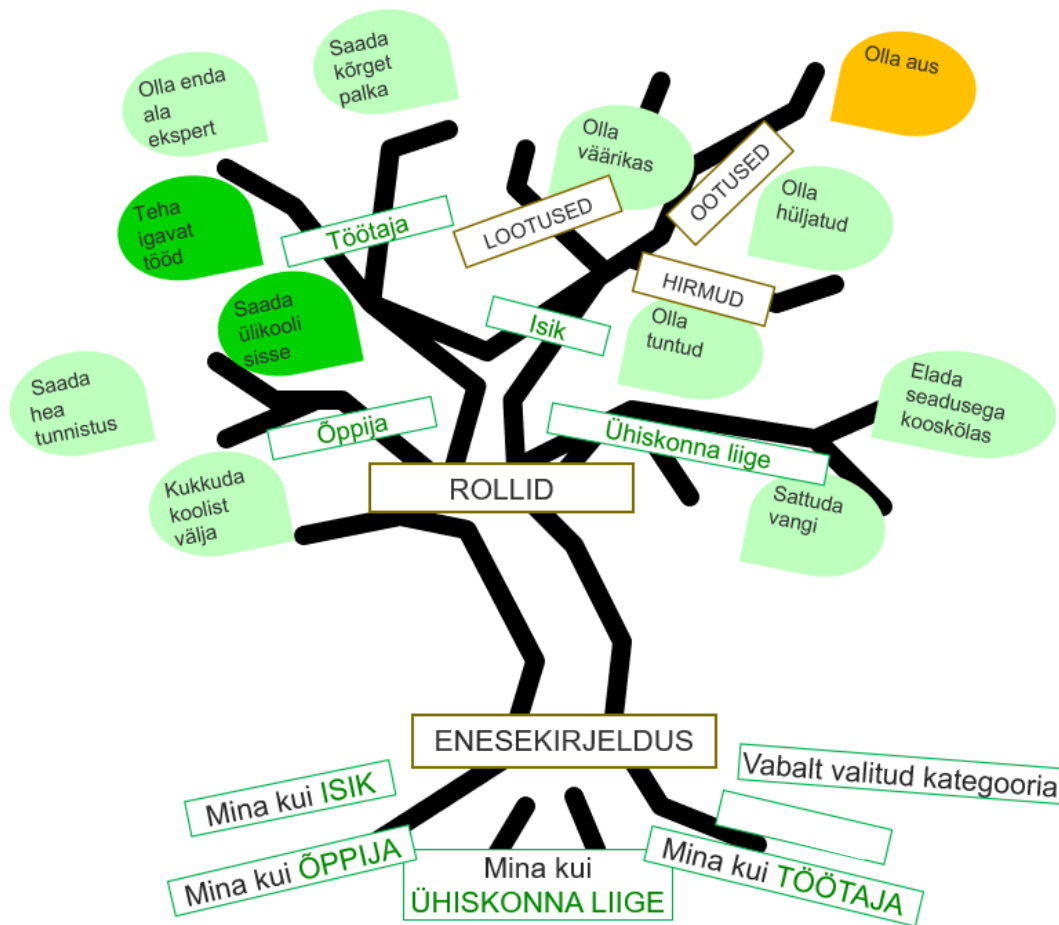 Saada
kõrget
palka
Olla aus
Olla enda
ala
ekspert
Olla
väärikas
OOTUSED
Olla
hüljatud
Teha
igavat
tööd
Töötaja
LOOTUSED
HIRMUD
Saada
ülikooli
sisse
Isik
Olla
tuntud
Saada
hea
tunnistus
Elada
seadusega
kooskõlas
Õppija
Ühiskonna liige
Kukkuda
koolist
välja
ROLLID
Sattuda
vangi
ENESEKIRJELDUS
Mina kui ISIK
Vabalt valitud kategooria
Mina kui ÕPPIJA
Mina kui
ÜHISKONNA LIIGE
Mina kui TÖÖTAJA